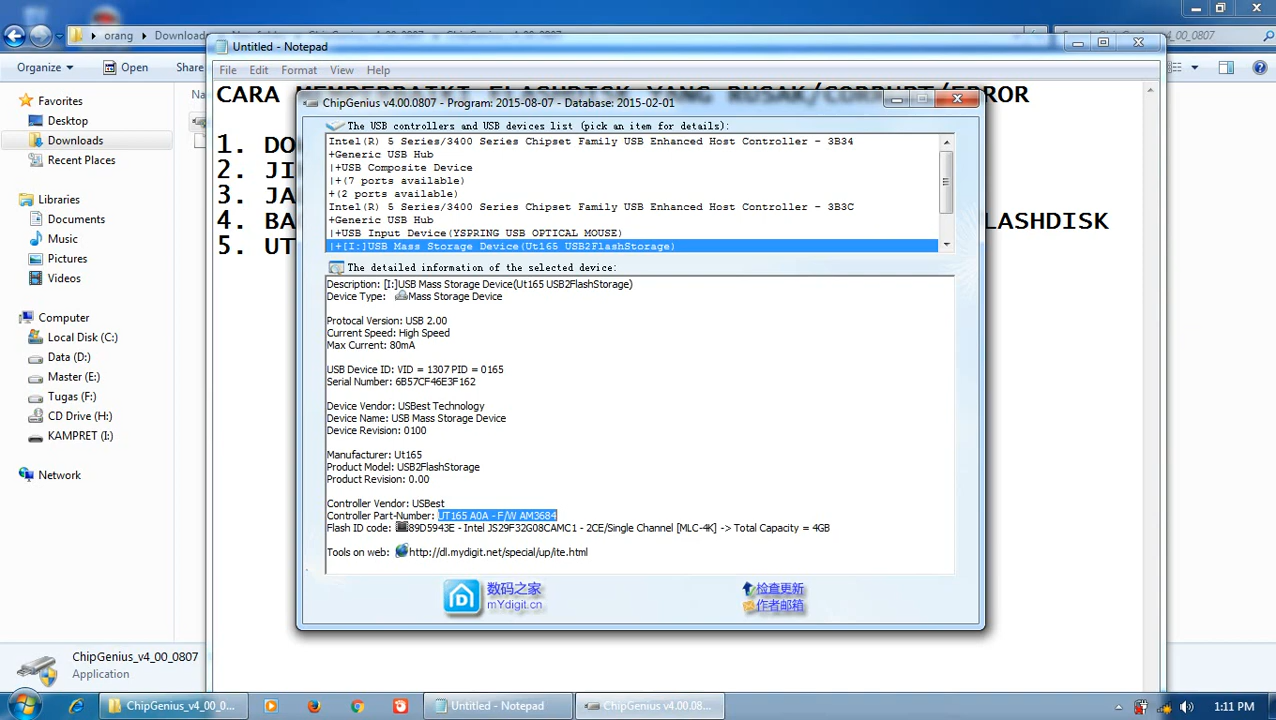 orang
Downloads
ChipGenius_v4_00_0807
Organize
Open
Share
Untitled - Notepad
File Edit Format View Help
CARA MEMPERBAIKI FLASHDISK YANG RUSAK/CORRUPT/ERROR
1. DO
2. JI
3. JA
4. BA
LASHDISK
5. UT
Favorites
Desktop
Downloads
Recent Places
Libraries
Documents
Music
Pictures
Videos
Computer
Local Disk (C:)
Data (D:)
Master (E:)
Tugas (F:)
CD Drive (H:)
KAMPRET (I:)
Network
Na
ChipGenius v4.00.0807 - Program: 2015-08-07 - Database: 2015-02-01
The USB controllers and USB devices list (pick an item for details):
Intel(R) 5 Series/3400 Series Chipset Family USB Enhanced Host Controller - 3B34
+Generic USB Hub
|+USB Composite Device
|+(7 ports available)
+(2 ports available)
Intel(R) 5 Series/3400 Series Chipset Family USB Enhanced Host Controller - 3B3C
+Generic USB Hub
|+USB Input Device(YSPRING USB OPTICAL MOUSE)
|+[I:]USB Mass Storage Device(Ut165 USB2FlashStorage)
The detailed information of the selected device:
Description: [I:]USB Mass Storage Device(Ut165 USB2FlashStorage)
Device Type: Mass Storage Device
Protocal Version: USB 2.00
Current Speed: High Speed
Max Current: 80mA
USB Device ID: VID = 1307 PID = 0165
Serial Number: 6B57CF46E3F162
Device Vendor: USBest Technology
Device Name: USB Mass Storage Device
Device Revision: 0100
Manufacturer: Ut165
Product Model: USB2FlashStorage
Product Revision: 0.00
Controller Vendor: USBest
Controller Part-Number: UT165 A0A - F/W AM3684
Flash ID code: 89D5943E - Intel JS29F32G08CAMC1 - 2CE/Single Channel [MLC-4K] -> Total Capacity = 4GB
Tools on web: http://dl.mydigit.net/special/up/ite.html
数码之家
mYdigit.cn
检查更新
作者邮箱
ChipGenius_v4_00_0807
Application
ChipGenius_v4_00_0...
Untitled - Notepad
ChipGenius v4.00.08...
1:11 PM